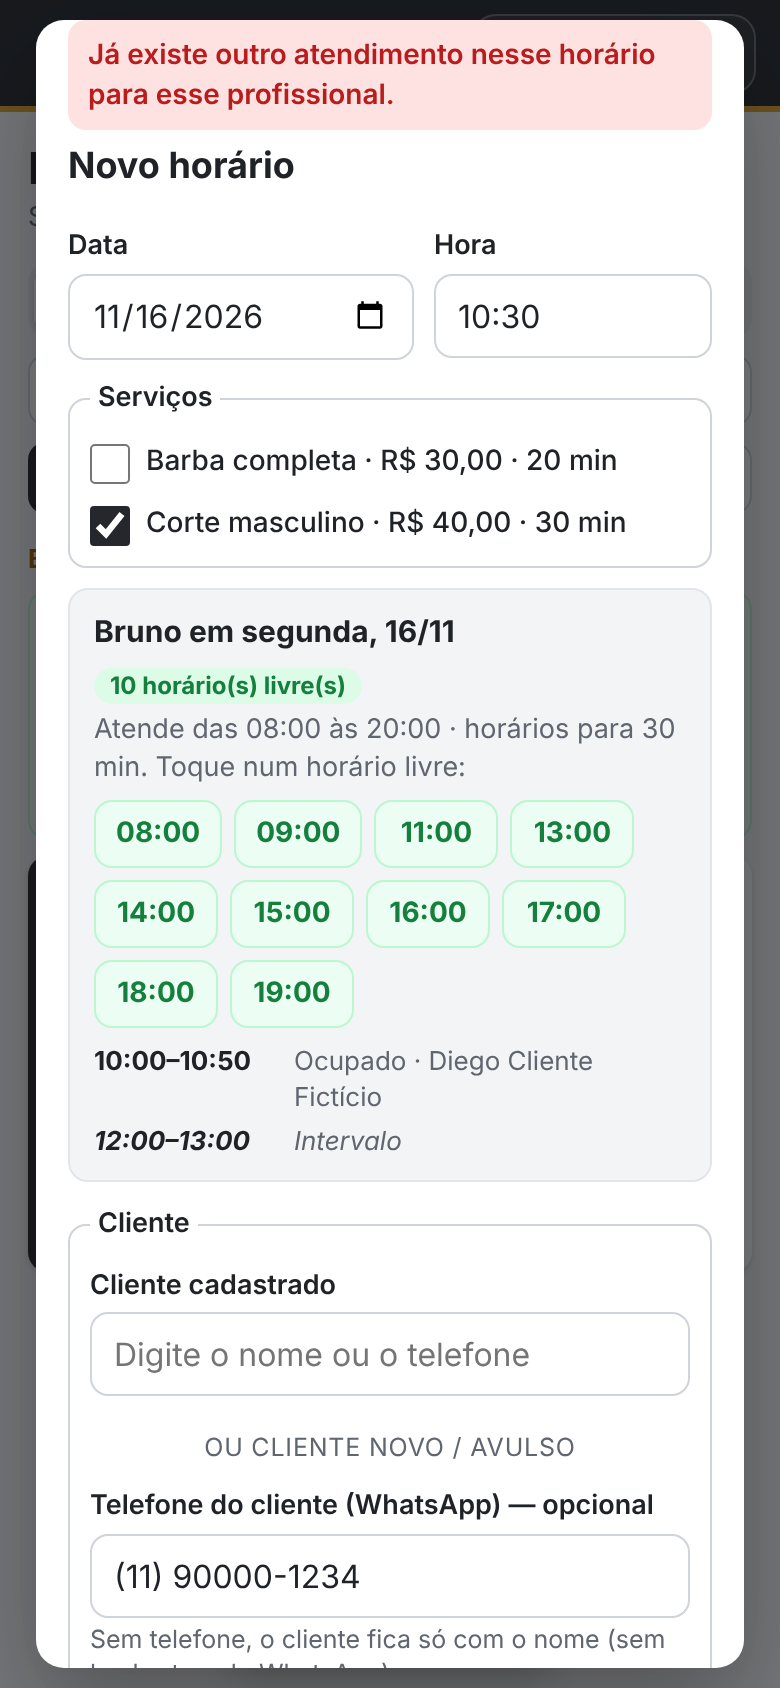 Já existe outro atendimento nesse horário
para esse profissional.
Novo horário
Data
Hora
11/16/2026
10:30
Serviços
Barba completa · R$ 30,00 · 20 min
Corte masculino · R$ 40,00 · 30 min
Bruno em segunda, 16/11
10 horário(s) livre(s)
Atende das 08:00 às 20:00 · horários para 30
min. Toque num horário livre:
08:00 09:00 11:00 13:00
14:00 15:00 16:00 17:00
18:00 19:00
10:00–10:50 Ocupado · Diego Cliente
Fictício
12:00–13:00 Intervalo
Cliente
Cliente cadastrado
Digite o nome ou o telefone
OU CLIENTE NOVO / AVULSO
Telefone do cliente (WhatsApp) — opcional
(11) 90000-1234
Sem telefone, o cliente fica só com o nome (sem